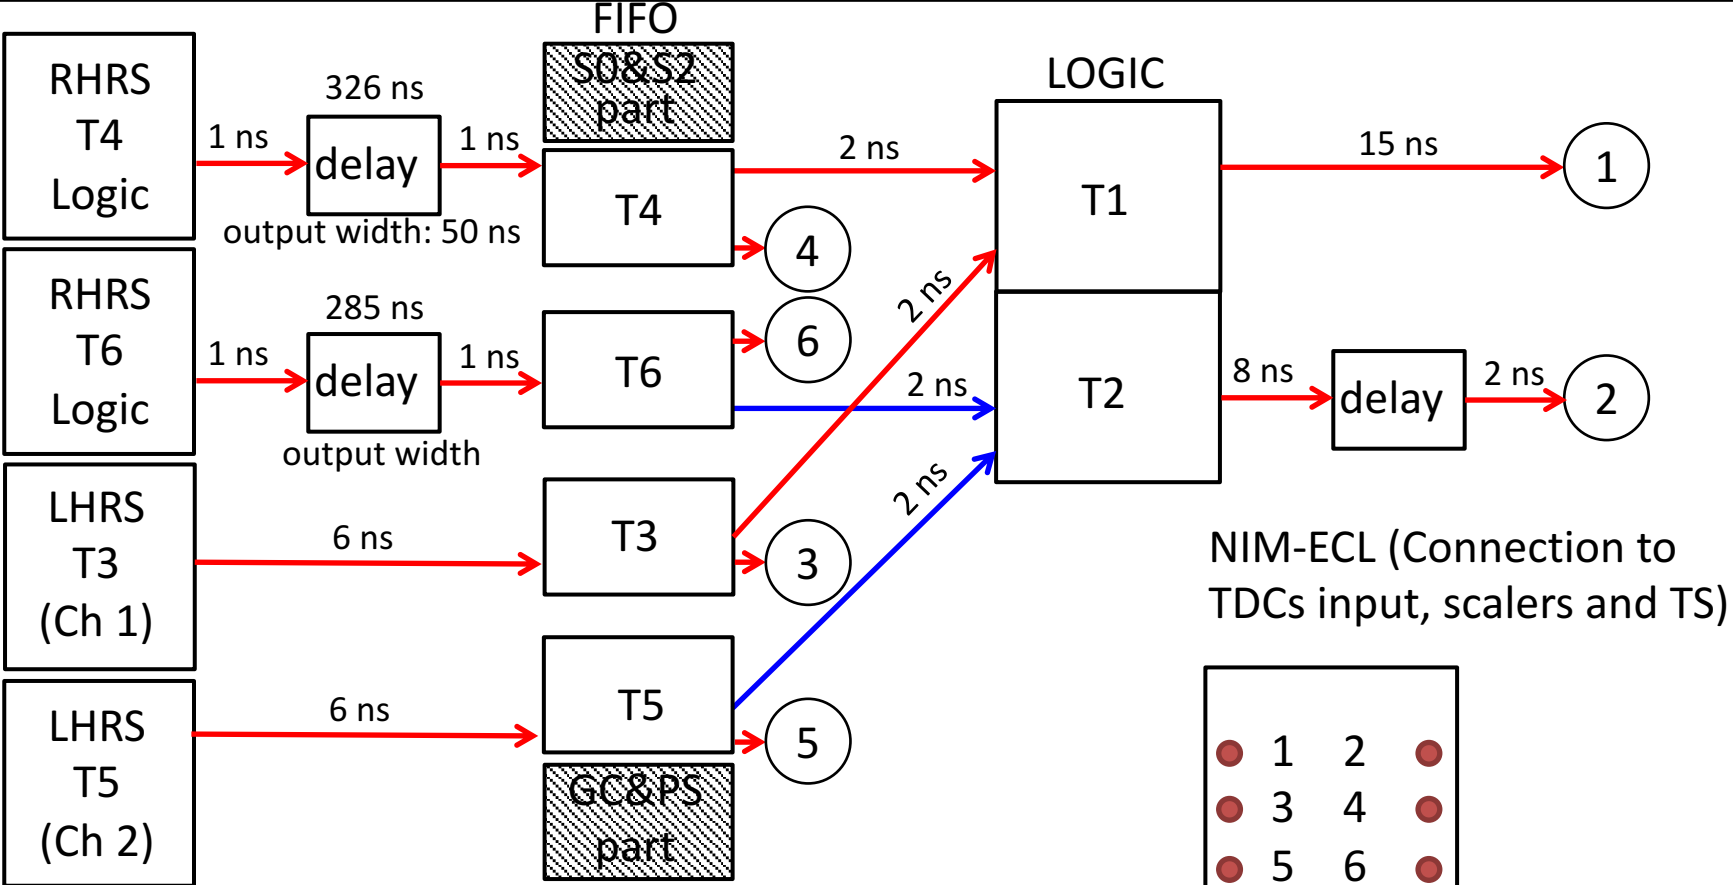 FIFO
S0&S2
part
LOGIC
RHRS
T4
Logic
1 ns
326 ns
delay
output width: 50 ns
1 ns
T4
4
2 ns
T1
15 ns
1
RHRS
T6
Logic
1 ns
285 ns
delay
output width
1 ns
T6
6
2 ns
T2
8 ns
delay
2 ns
2
LHRS
T3
(Ch 1)
6 ns
T3
3
2 ns
LHRS
T5
(Ch 2)
6 ns
T5
5
2 ns
GC&PS
part
NIM-ECL (Connection to
TDCs input, scalers and TS)
1 2
3 4
5 6